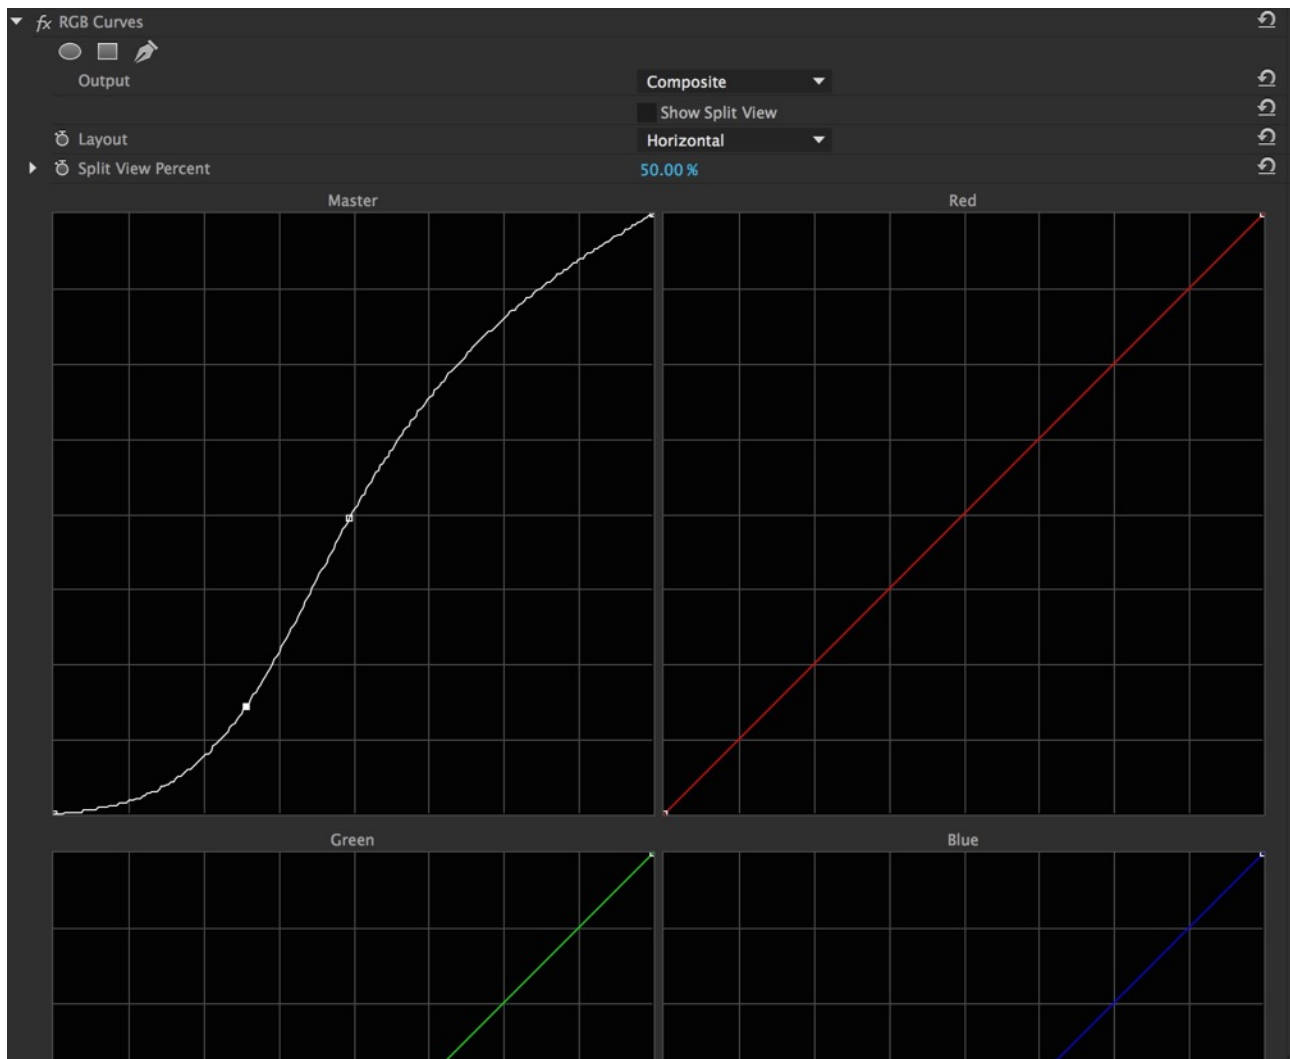 fx RGB Curves
Output Composite
Show Split View
Layout Horizontal
Split View Percent 50.00 %
Master Red
Green Blue